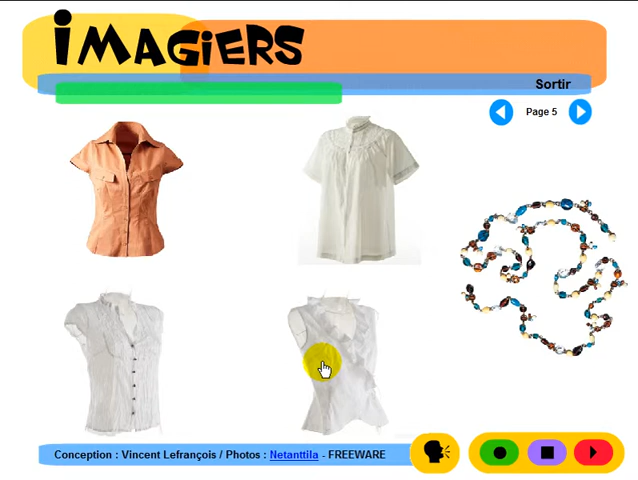 iMAGiERS
Sortir
Page 5
Conception : Vincent Lefrançois / Photos : Netanttila - FREEWARE